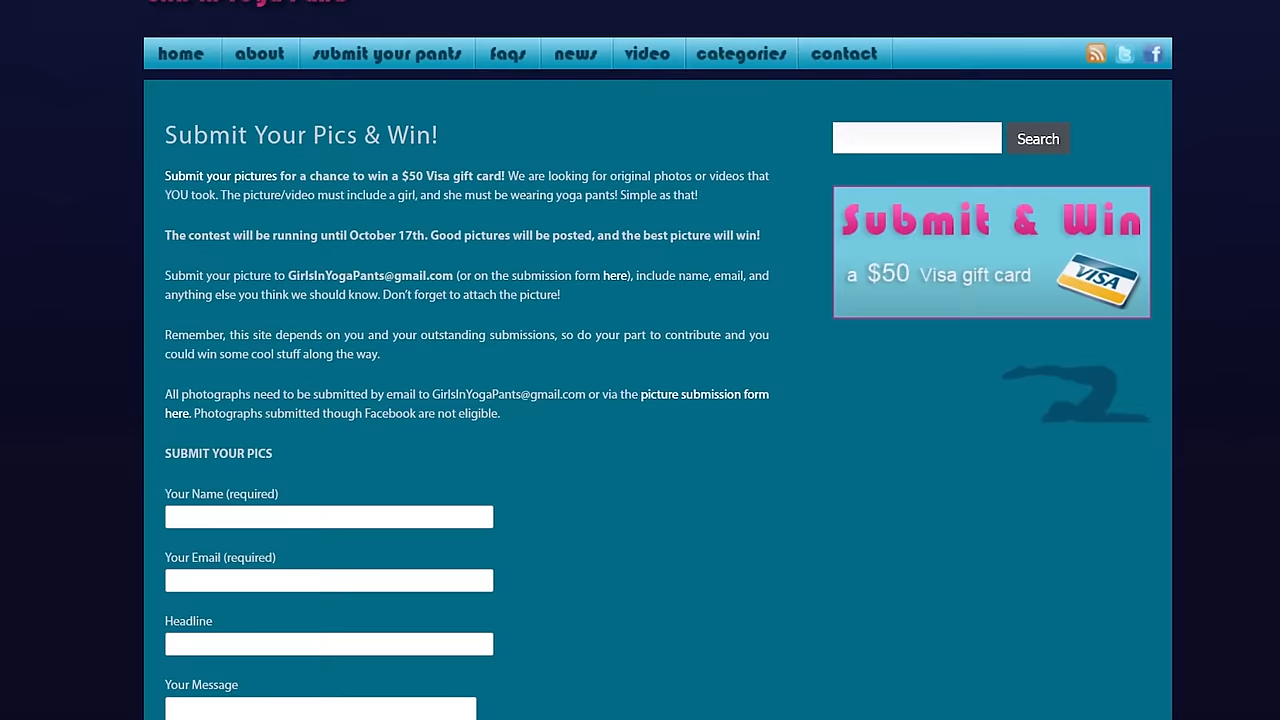 home about submit your pants faqs news video categories contact
Submit Your Pics & Win!
Submit your pictures for a chance to win a $50 Visa gift card! We are looking for original photos or videos that
YOU took. The picture/video must include a girl, and she must be wearing yoga pants! Simple as that!
The contest will be running until October 17th. Good pictures will be posted, and the best picture will win!
Submit your picture to GirlsInYogaPants@gmail.com (or on the submission form here), include name, email, and
anything else you think we should know. Don't forget to attach the picture!
Remember, this site depends on you and your outstanding submissions, so do your part to contribute and you
could win some cool stuff along the way.
All photographs need to be submitted by email to GirlsInYogaPants@gmail.com or via the picture submission form
here. Photographs submitted though Facebook are not eligible.
SUBMIT YOUR PICS
Your Name (required)
Your Email (required)
Headline
Your Message
Search
Submit & Win
a $50 Visa gift card
VISA